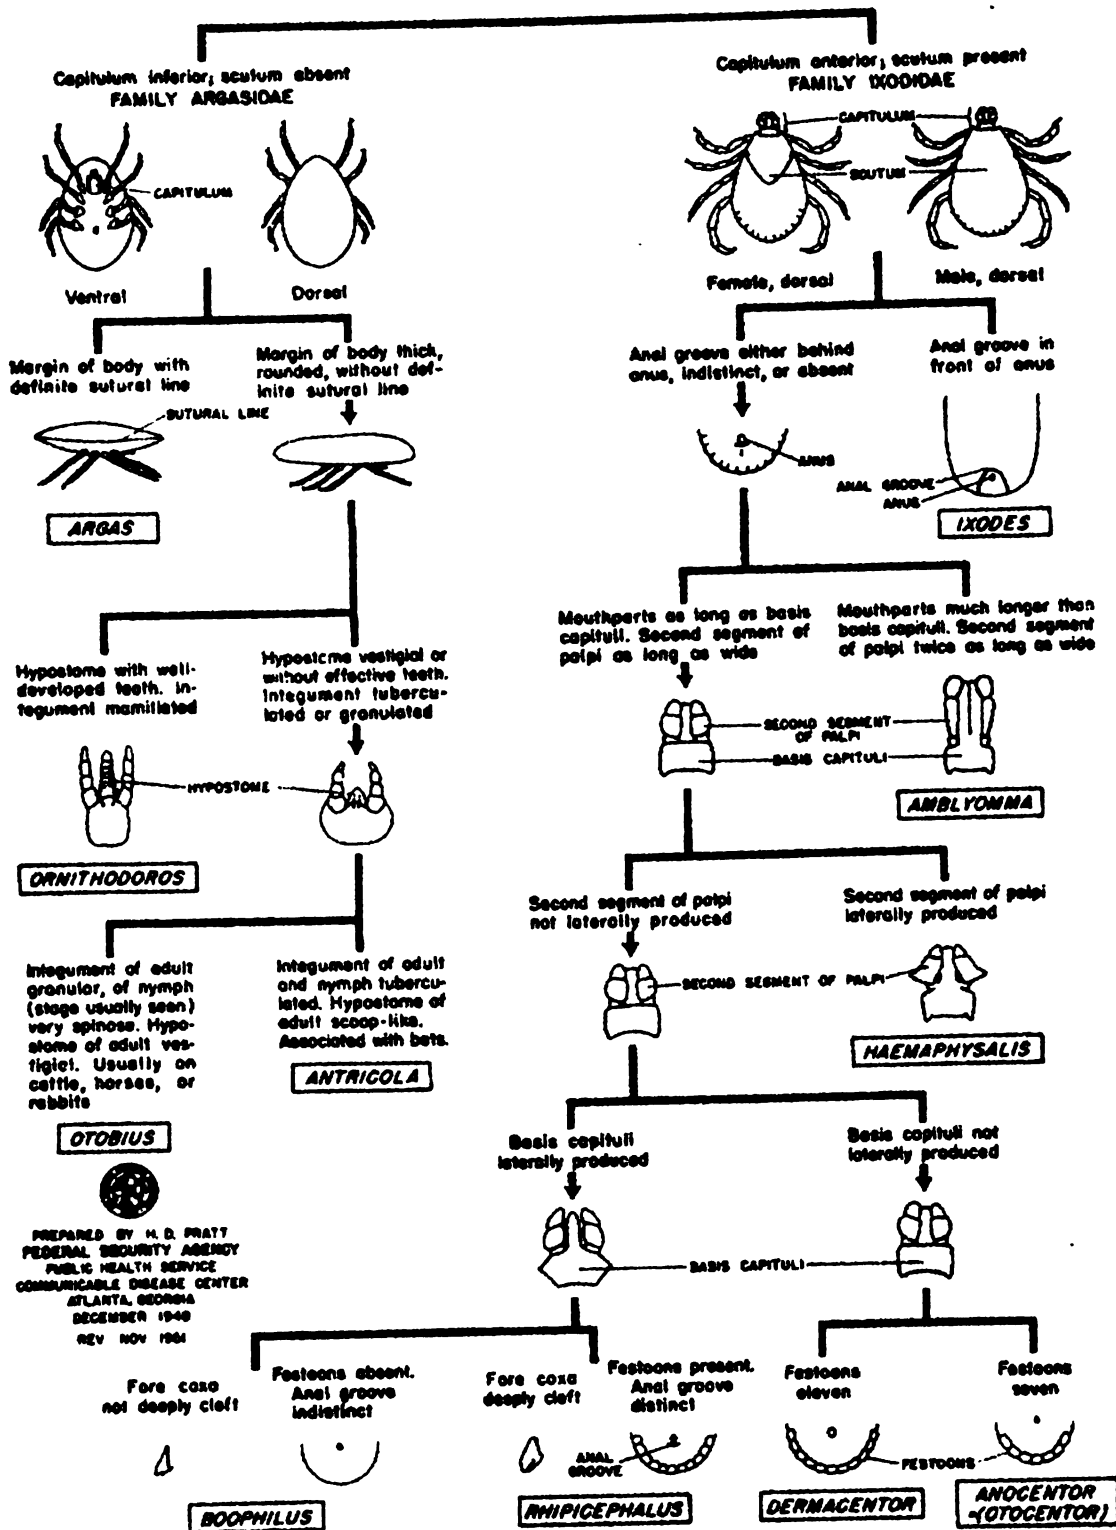 Capitulum inferior; scutum absent
FAMILY ARGASIDAE
Capitulum anterior; scutum present
FAMILY IXODIDAE
CAPITULUM
CAPITULUM
SCUTUM
Ventral
Dorsal
Female, dorsal
Male, dorsal
Margin of body with
definite sutural line
Margin of body thick,
rounded, without def-
inite sutural line
Anal groove either behind
anus, indistinct, or absent
Anal groove in
front of anus
SUTURAL LINE
ANUS
ANAL GROOVE
ANUS
ARGAS
IXODES
Hypostome with well-
developed teeth. In-
tegument mamillated
Hypostome vestigial or
without effective teeth.
Integument tubercu-
lated or granulated
Mouthparts as long as basis
capituli. Second segment of
palpi as long as wide
Mouthparts much longer than
basis capituli. Second segment
of palpi twice as long as wide
HYPOSTOME
SECOND SEGMENT
OF PALPI
BASIS CAPITULI
ORNITHODOROS
AMBLYOMMA
Second segment of palpi
not laterally produced
Second segment of palpi
laterally produced
Integument of adult
granular, of nymph
(stage usually seen)
very spinose. Hypo-
stome of adult ves-
tigial. Usually on
cattle, horses, or
rabbits
Integument of adult
and nymph tubercu-
lated. Hypostome of
adult scoop-like.
Associated with bats.
SECOND SEGMENT OF PALPI
OTOBIUS
ANTRICOLA
HAEMAPHYSALIS
Basis capituli
laterally produced
Basis capituli not
laterally produced
BASIS CAPITULI
PREPARED BY H. D. PRATT
FEDERAL SECURITY AGENCY
PUBLIC HEALTH SERVICE
COMMUNICABLE DISEASE CENTER
ATLANTA, GEORGIA
DECEMBER
REV NOV 1961
Fore coxa
not deeply cleft
Festoons absent.
Anal groove
indistinct
Fore coxa
deeply cleft
Festoons present.
Anal groove
distinct
Festoons
eleven
Festoons
seven
ANAL
GROOVE
FESTOONS
BOOPHILUS
RHIPICEPHALUS
DERMACENTOR
ANOCENTOR
-(OTOCENTOR)